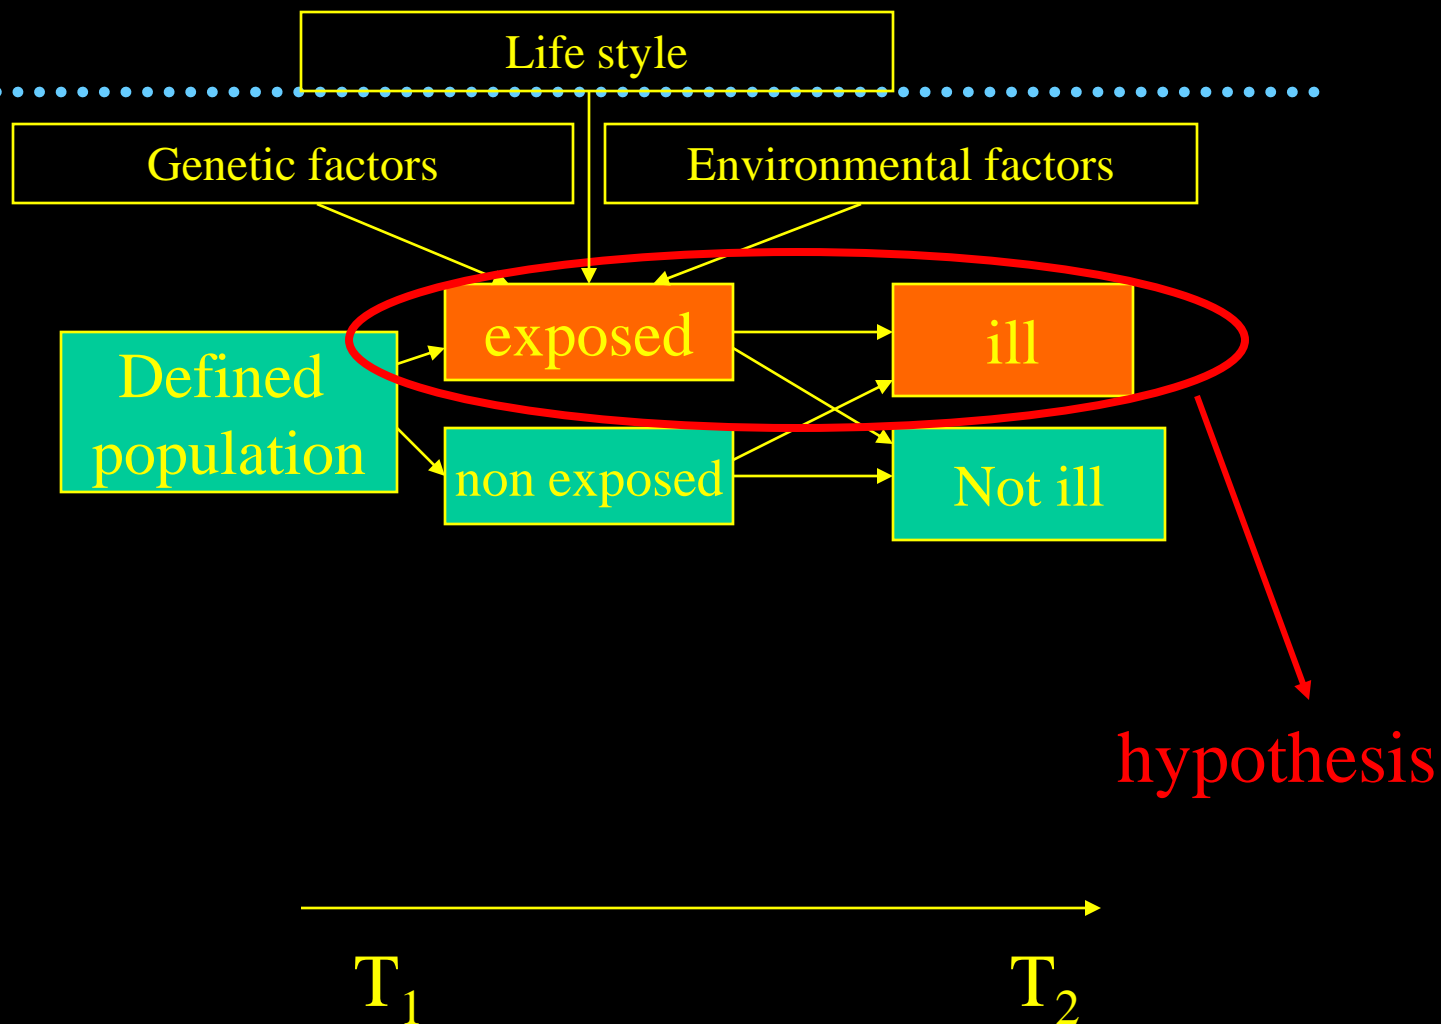 Life style
Genetic factors
Environmental factors
exposed
ill
Defined
population
non exposed
Not ill
hypothesis
T1
T2